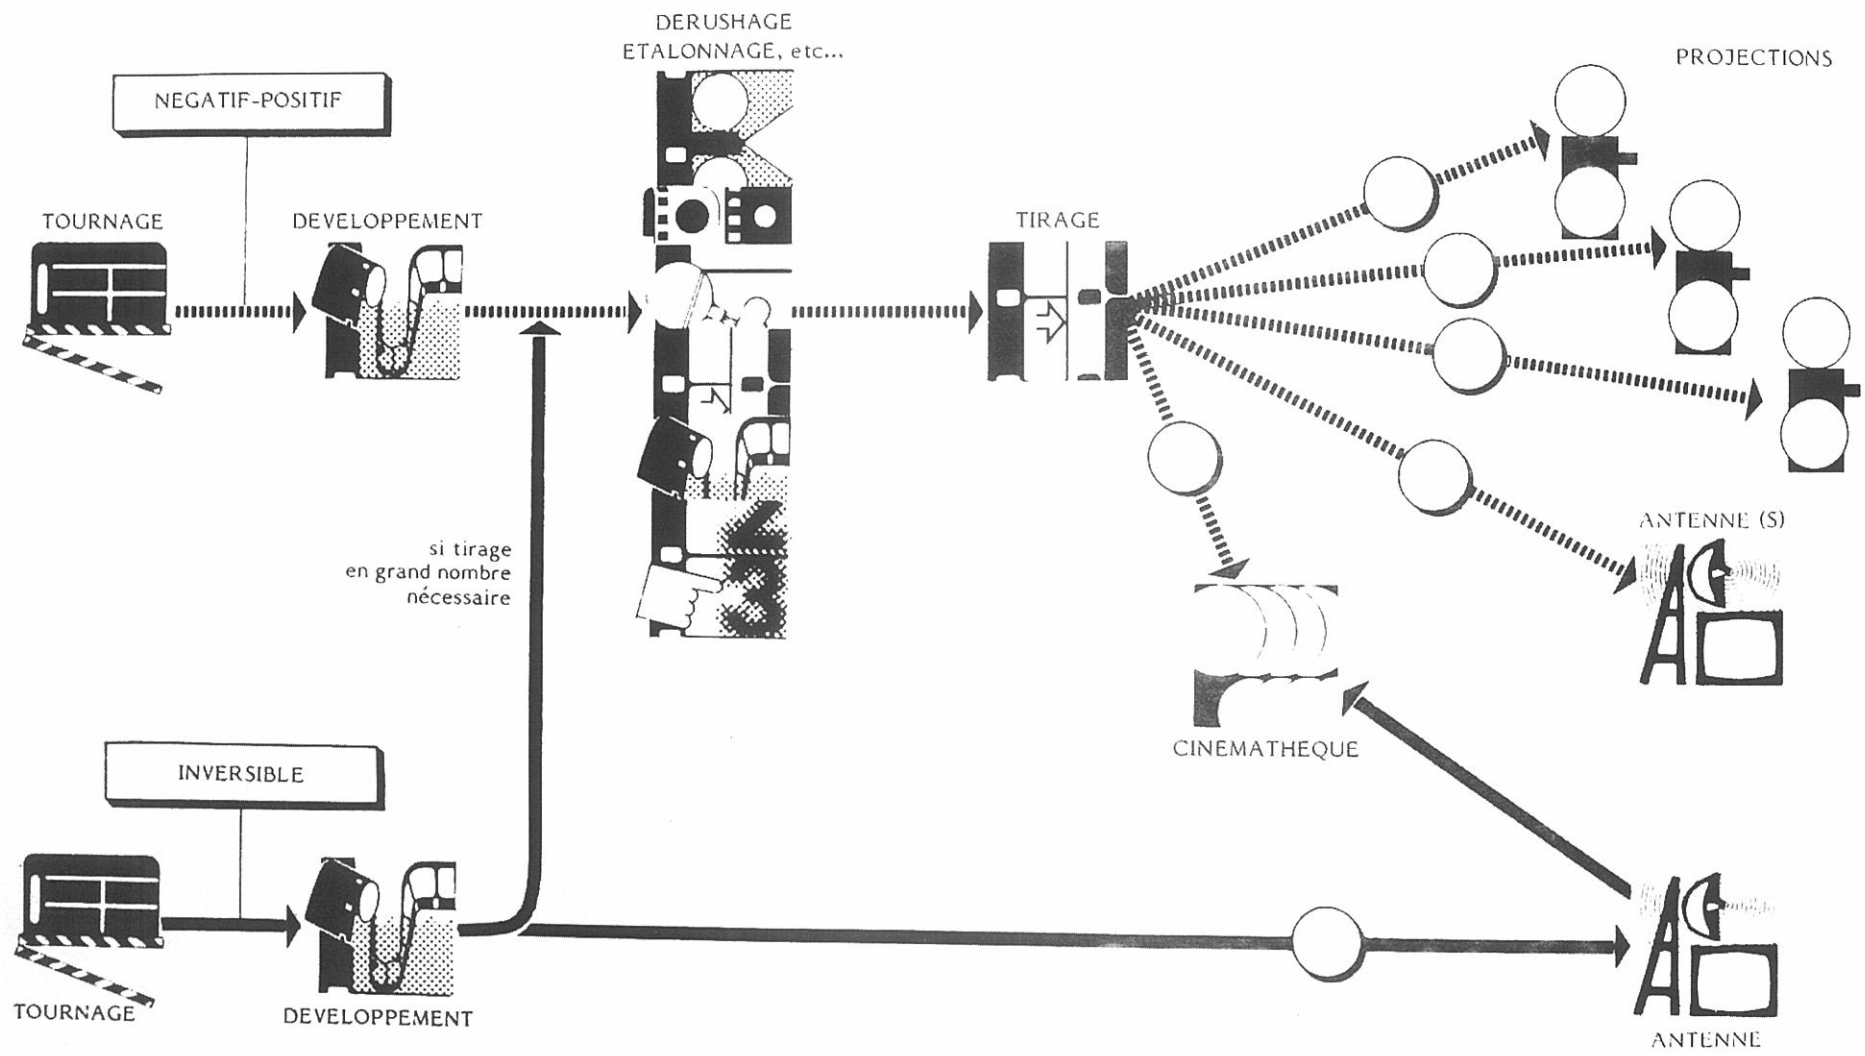 DERUSHAGE
ETALONNAGE, etc...
PROJECTIONS
NEGATIF-POSITIF
TOURNAGE
DEVELOPPEMENT
TIRAGE
si tirage
en grand nombre
nécessaire
ANTENNE (S)
CINEMATHEQUE
INVERSIBLE
TOURNAGE
DEVELOPPEMENT
ANTENNE